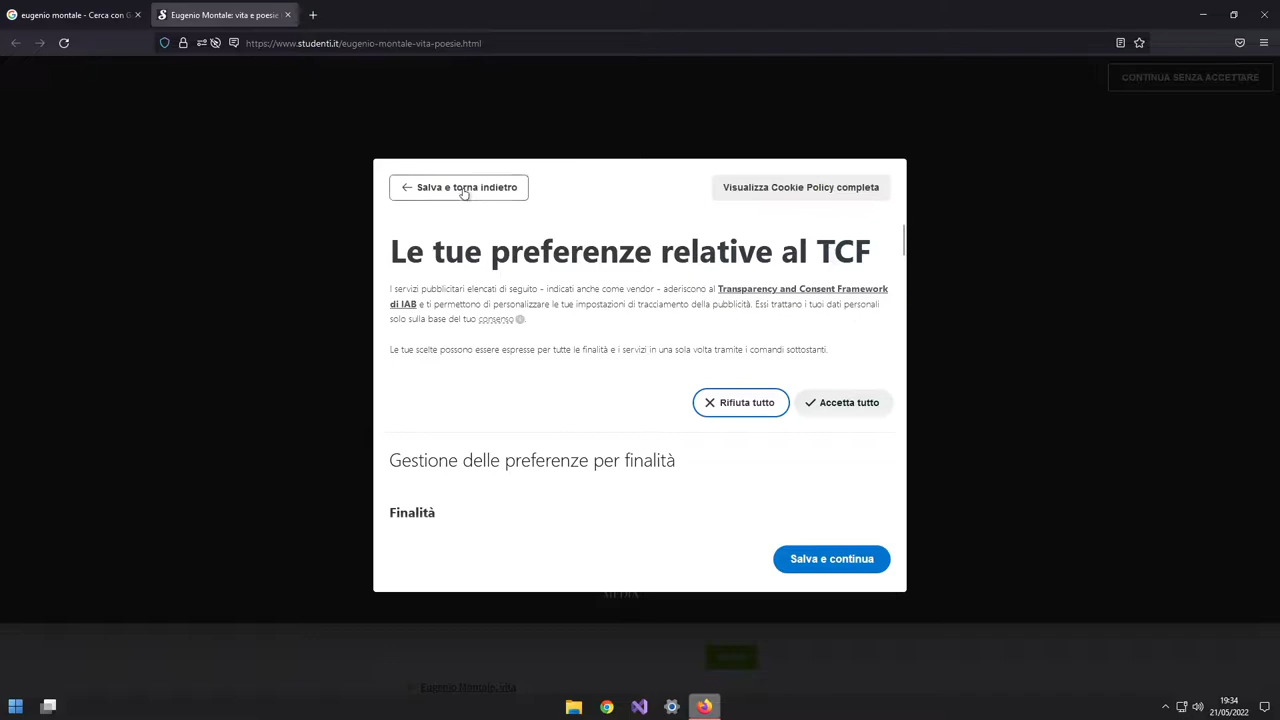 eugenio montale - Cerca con G
Eugenio Montale: vita e poesie
https://www.studenti.it/eugenio-montale-vita-poesie.html
CONTINUA SENZA ACCETTARE
Salva e torna indietro
Visualizza Cookie Policy completa
Le tue preferenze relative al TCF
I servizi pubblicitari elencati di seguito - indicati anche come vendor - aderiscono al Transparency and Consent Framework
di IAB e ti permettono di personalizzare le tue impostazioni di tracciamento della pubblicità. Essi trattano i tuoi dati personali
solo sulla base del tuo consenso.
Le tue scelte possono essere espresse per tutte le finalità e i servizi in una sola volta tramite i comandi sottostanti.
Rifiuta tutto
Accetta tutto
Gestione delle preferenze per finalità
Finalità
Salva e continua
MEDIA
Eugenio Montale, vita
19:34
21/05/2022